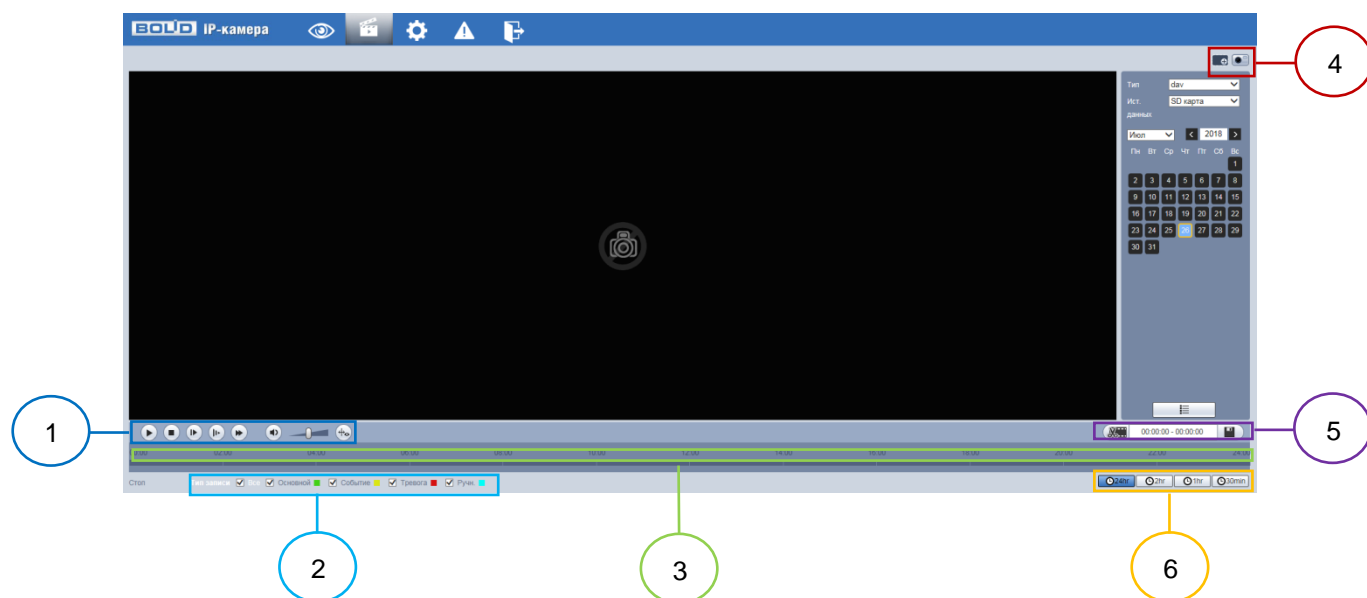 BOLID IP-камера
4
Тип dav
Ист. данных SD карта
Июл 2018
Пн Вт Ср Чт Пт Сб Вс
1
2 3 4 5 6 7 8
9 10 11 12 13 14 15
16 17 18 19 20 21 22
23 24 25 26 27 28 29
30 31
1
00:00:00 - 00:00:00
5
0:00 02:00 04:00 06:00 08:00 10:00 12:00 14:00 16:00 18:00 20:00 22:00 24:00
Стоп Тип записи Все Основной Событие Тревога Ручн.
24hr 2hr 1hr 30min
2
3
6